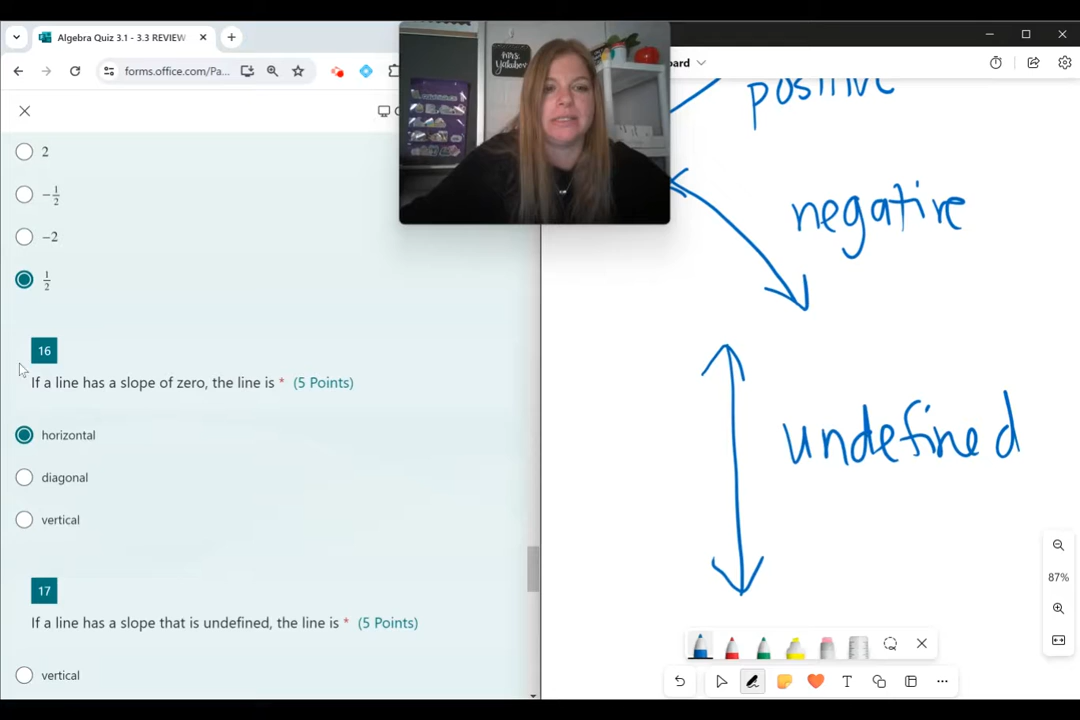 Algebra Quiz 3.1 - 3.3 REVIEW
forms.office.com/Pa...
Mrs.
Yakubov
2
-1/2
-2
1/2
16
If a line has a slope of zero, the line is * (5 Points)
horizontal
diagonal
vertical
17
If a line has a slope that is undefined, the line is * (5 Points)
vertical
positive
negative
undefined
87%
T